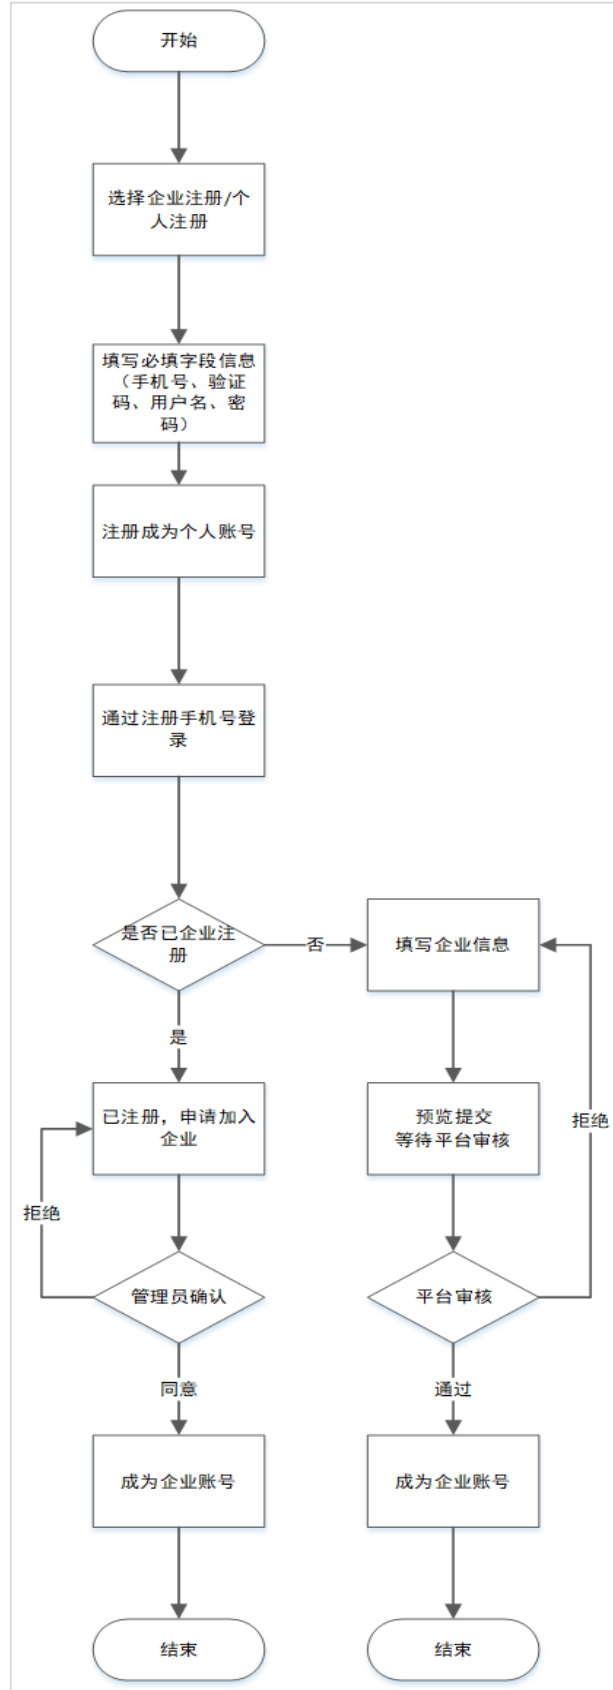 开始
选择企业注册/个
人注册
填写必填字段信息
（手机号、验证
码、用户名、密
码）
注册成为个人账号
通过注册手机号登
录
是否已企业注
册
否
填写企业信息
是
已注册，申请加入
企业
预览提交
等待平台审核
拒绝
拒绝
管理员确认
平台审核
同意
通过
成为企业账号
成为企业账号
结束
结束